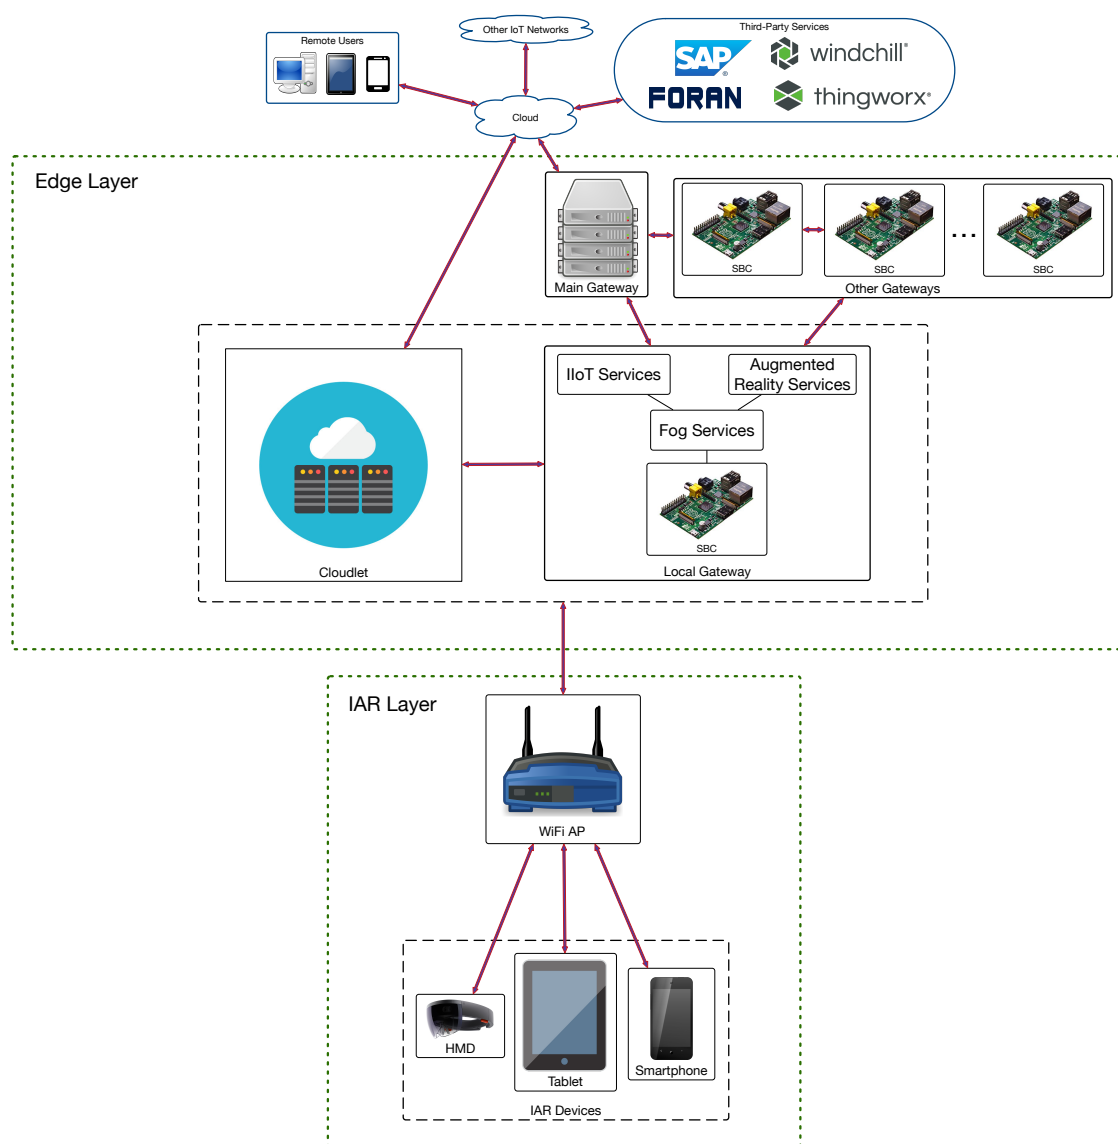 Third-Party Services
Other IoT Networks
Remote Users
SAP
®
windchill®
FORAN
thingworx®
Cloud
Edge Layer
SBC
SBC
...
SBC
Main Gateway
Other Gateways
IIoT Services
Augmented
Reality Services
Fog Services
SBC
Cloudlet
Local Gateway
IAR Layer
WiFi AP
HMD
Tablet
Smartphone
IAR Devices